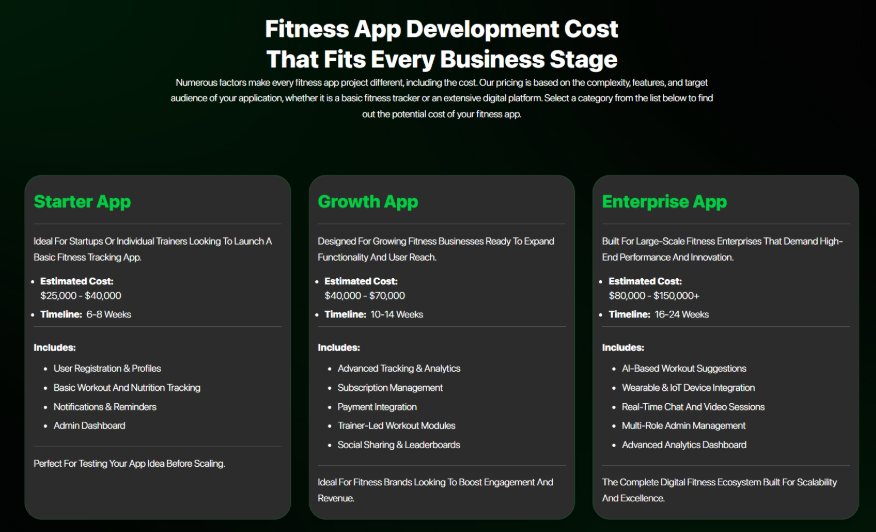 Fitness App Development Cost
That Fits Every Business Stage
Numerous factors make every fitness app project different, including the cost. Our pricing is based on the complexity, features, and target
audience of your application, whether it is a basic fitness tracker or an extensive digital platform. Select a category from the list below to find
out the potential cost of your fitness app.
Starter App
Ideal For Startups Or Individual Trainers Looking To Launch A
Basic Fitness Tracking App.
• Estimated Cost:
$25,000 - $40,000
• Timeline: 6-8 Weeks
Includes:
• User Registration & Profiles
• Basic Workout And Nutrition Tracking
• Notifications & Reminders
• Admin Dashboard
Perfect For Testing Your App Idea Before Scaling.
Growth App
Designed For Growing Fitness Businesses Ready To Expand
Functionality And User Reach.
• Estimated Cost:
$40,000 - $70,000
• Timeline: 10-14 Weeks
Includes:
• Advanced Tracking & Analytics
• Subscription Management
• Payment Integration
• Trainer-Led Workout Modules
• Social Sharing & Leaderboards
Ideal For Fitness Brands Looking To Boost Engagement And
Revenue.
Enterprise App
Built For Large-Scale Fitness Enterprises That Demand High-
End Performance And Innovation.
• Estimated Cost:
$80,000 - $150,000+
• Timeline: 16-24 Weeks
Includes:
• AI-Based Workout Suggestions
• Wearable & IoT Device Integration
• Real-Time Chat And Video Sessions
• Multi-Role Admin Management
• Advanced Analytics Dashboard
The Complete Digital Fitness Ecosystem Built For Scalability
And Excellence.